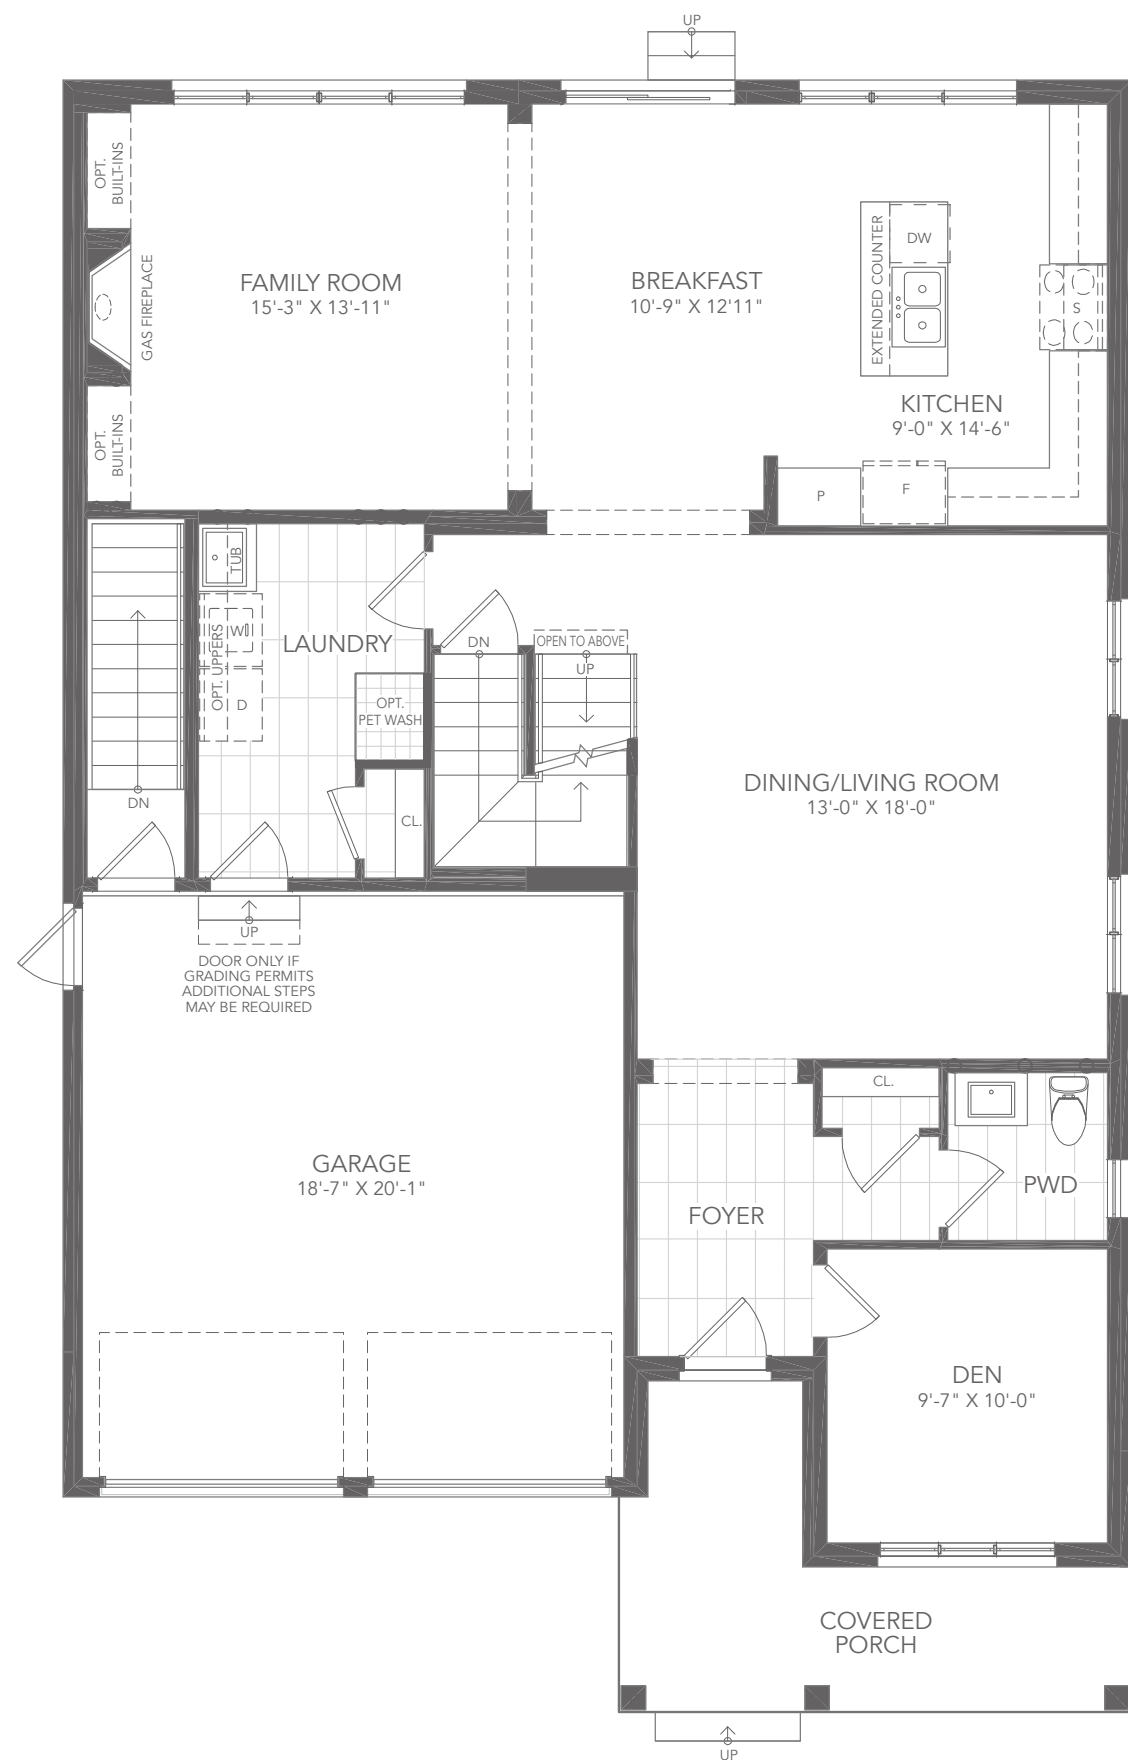 UP
OPT.
BUILT-INS
FAMILY ROOM
15'-3" X 13'-11"
GAS FIREPLACE
OPT.
BUILT-INS
BREAKFAST
10'-9" X 12'11"
EXTENDED COUNTER
DW
S
KITCHEN
9'-0" X 14'-6"
P
F
TUB
W
OPT. UPPERS
D
LAUNDRY
OPT.
PET WASH
CL.
DN
DN
OPEN TO ABOVE
UP
DINING/LIVING ROOM
13'-0" X 18'-0"
UP
DOOR ONLY IF
GRADING PERMITS
ADDITIONAL STEPS
MAY BE REQUIRED
GARAGE
18'-7" X 20'-1"
CL.
PWD
FOYER
DEN
9'-7" X 10'-0"
COVERED
PORCH
UP